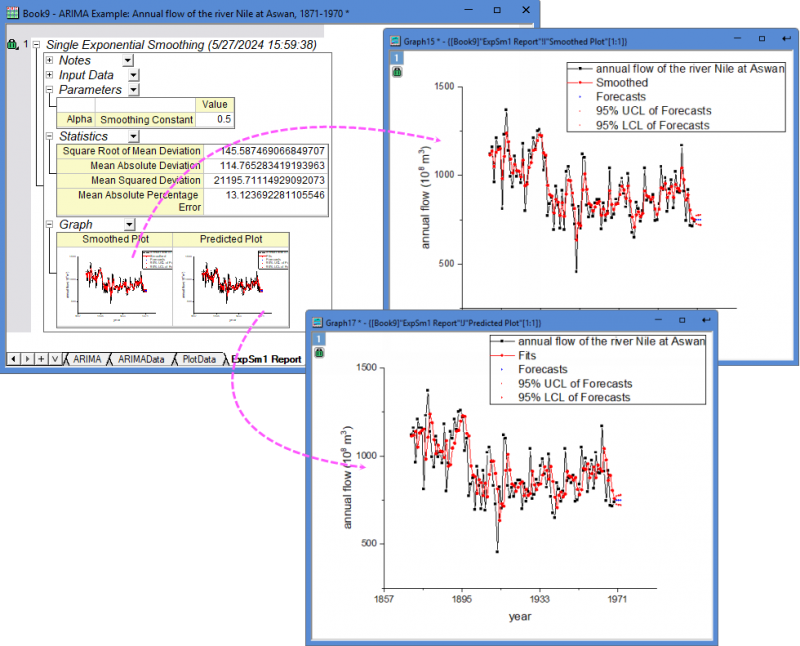 Book9 - ARIMA Example: Annual flow of the river Nile at Aswan, 1871-1970 *
1
Single Exponential Smoothing (5/27/2024 15:59:38)
Notes
Input Data
Parameters
Value
Alpha Smoothing Constant 0.5
Statistics
Square Root of Mean Deviation 145.587469066849707
Mean Absolute Deviation 114.765283419193963
Mean Squared Deviation 21195.71114929092073
Mean Absolute Percentage Error 13.123692281105546
Graph
Smoothed Plot Predicted Plot
ARIMA ARIMAData PlotData ExpSm1 Report
Graph15 * - {[Book9]"ExpSm1 Report"!I"Smoothed Plot"[1:1]}
1
annual flow of the river Nile at Aswan
Smoothed
Forecasts
95% UCL of Forecasts
95% LCL of Forecasts
1500
1000
500
annual flow (10⁸ m³)
Graph17 * - {[Book9]"ExpSm1 Report"!J"Predicted Plot"[1:1]}
1
annual flow of the river Nile at Aswan
Fits
Forecasts
95% UCL of Forecasts
95% LCL of Forecasts
1500
1000
500
annual flow (10⁸ m³)
1857 1895 1933 1971
year